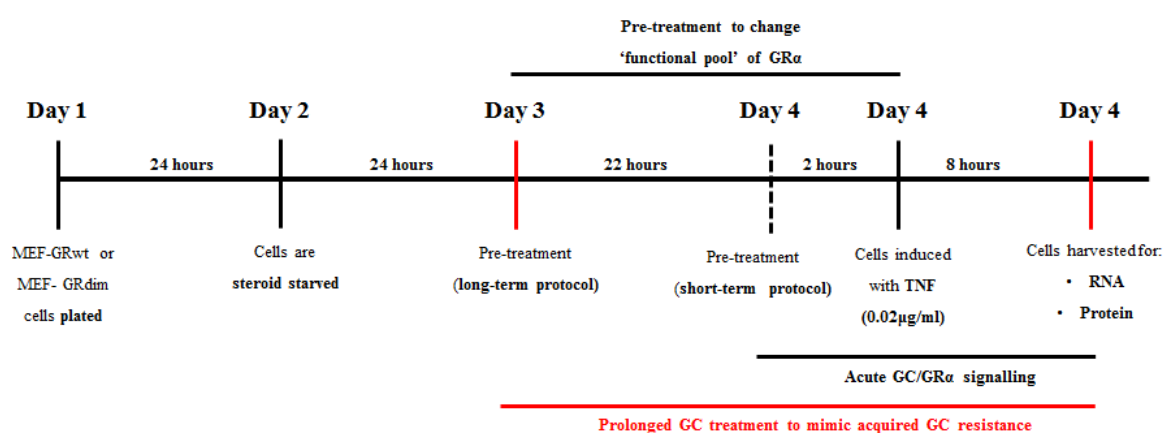 Pre-treatment to change
‘functional pool’ of GRα
Day 1
Day 2
Day 3
Day 4
Day 4
Day 4
24 hours
24 hours
22 hours
2 hours
8 hours
MEF-GRwt or
MEF- GRdim
cells plated
Cells are
steroid starved
Pre-treatment
(long-term protocol)
Pre-treatment
(short-term protocol)
Cells induced
with TNF
(0.02µg/ml)
Cells harvested for:
• RNA
• Protein
Acute GC/GRα signalling
Prolonged GC treatment to mimic acquired GC resistance